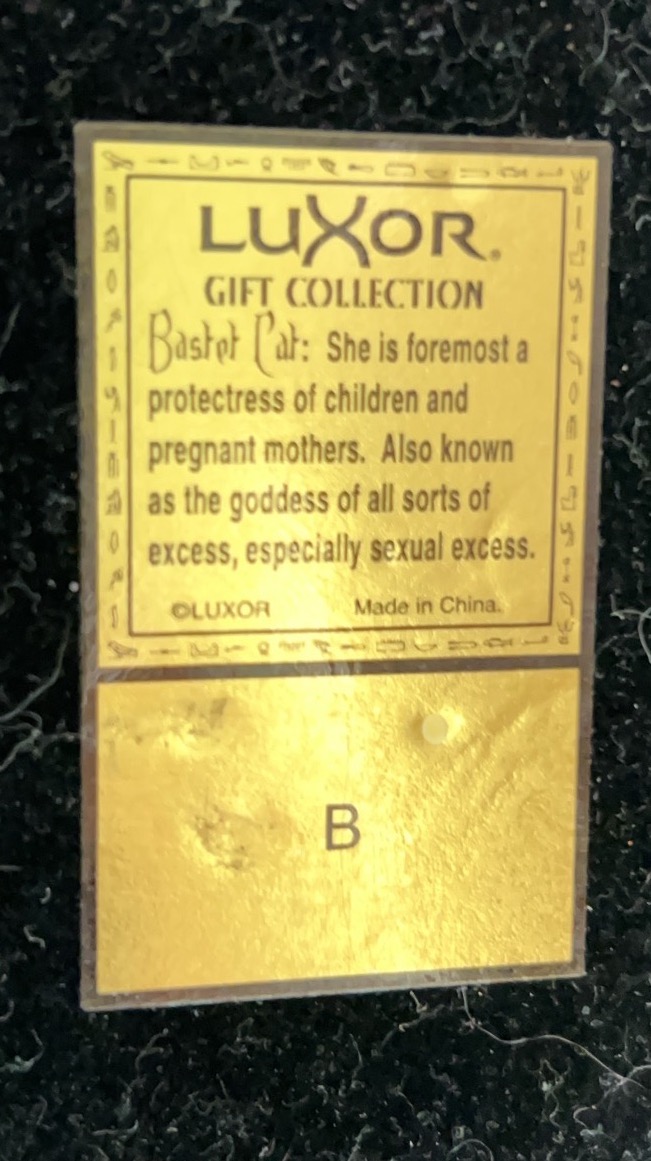 LUXOR®
GIFT COLLECTION
Bastet Cat: She is foremost a
protectress of children and
pregnant mothers. Also known
as the goddess of all sorts of
excess, especially sexual excess.
©LUXOR Made in China.
B